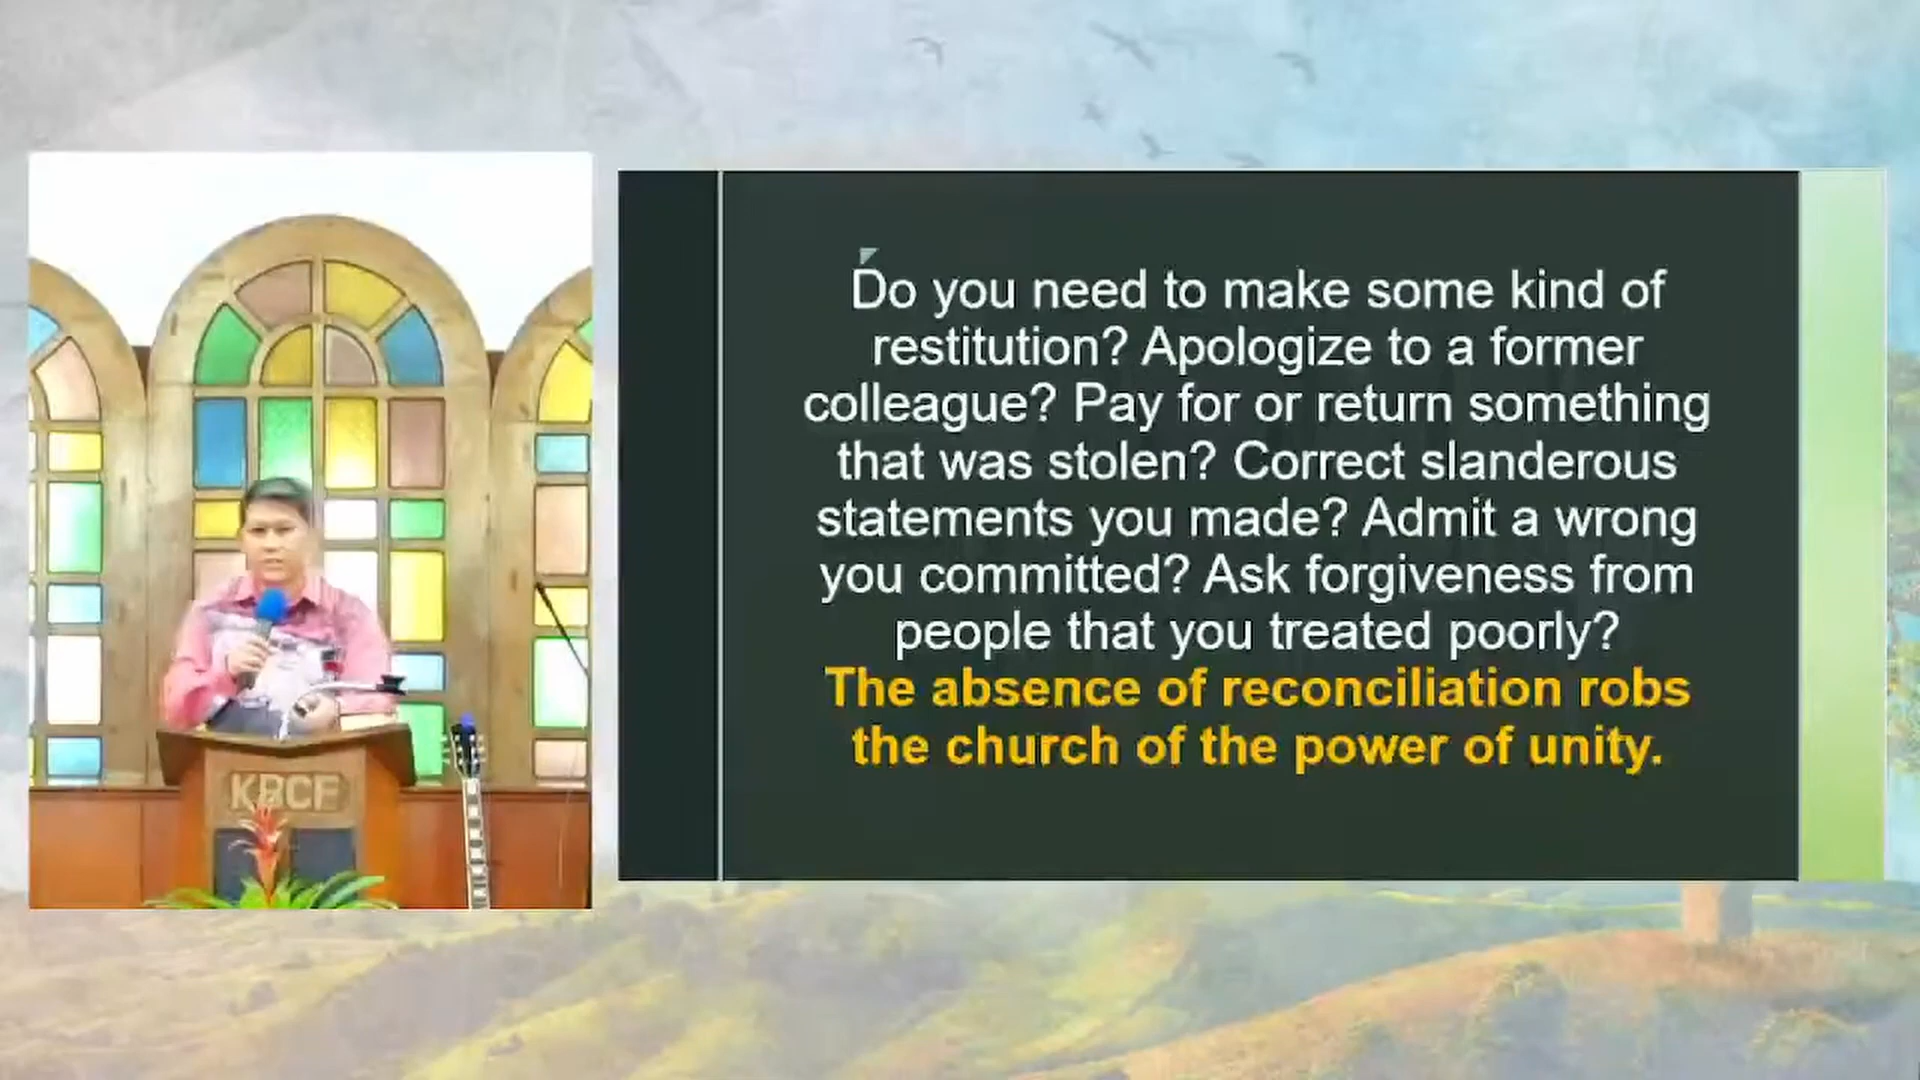 KBCF
Do you need to make some kind of
restitution? Apologize to a former
colleague? Pay for or return something
that was stolen? Correct slanderous
statements you made? Admit a wrong
you committed? Ask forgiveness from
people that you treated poorly?
The absence of reconciliation robs
the church of the power of unity.